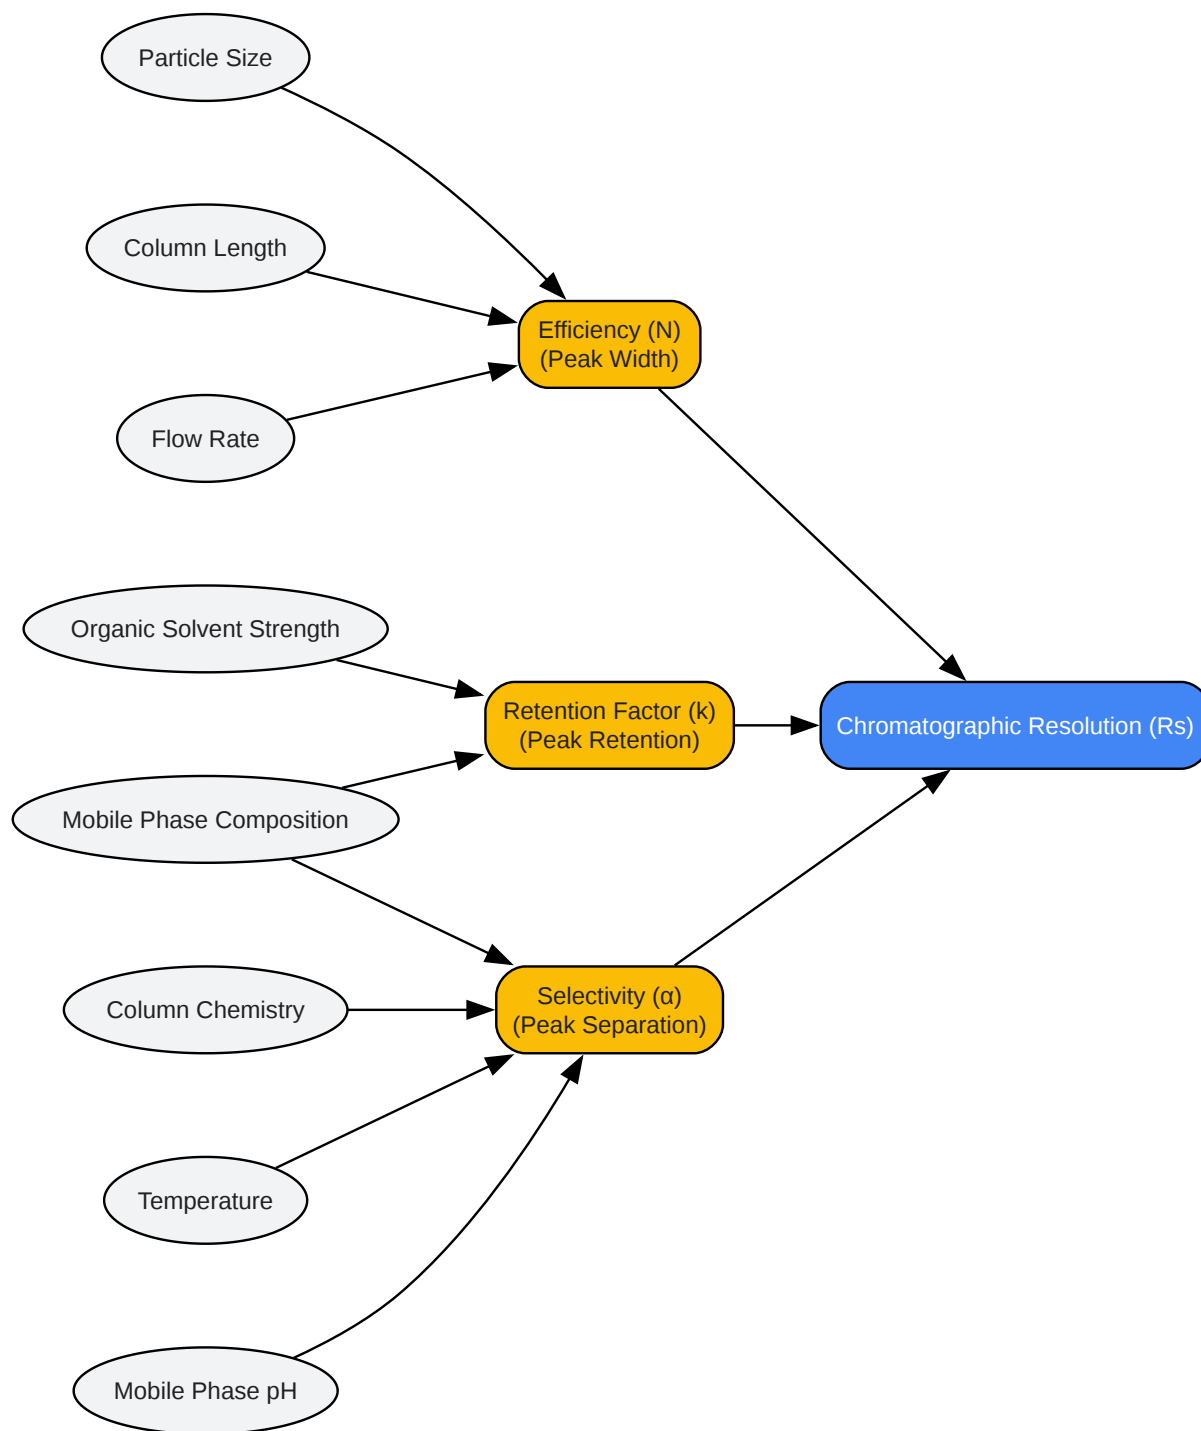 Particle Size
Column Length
Efficiency (N)
(Peak Width)
Flow Rate
Organic Solvent Strength
Retention Factor (k)
(Peak Retention)
Chromatographic Resolution (Rs)
Mobile Phase Composition
Column Chemistry
Selectivity (α)
(Peak Separation)
Temperature
Mobile Phase pH